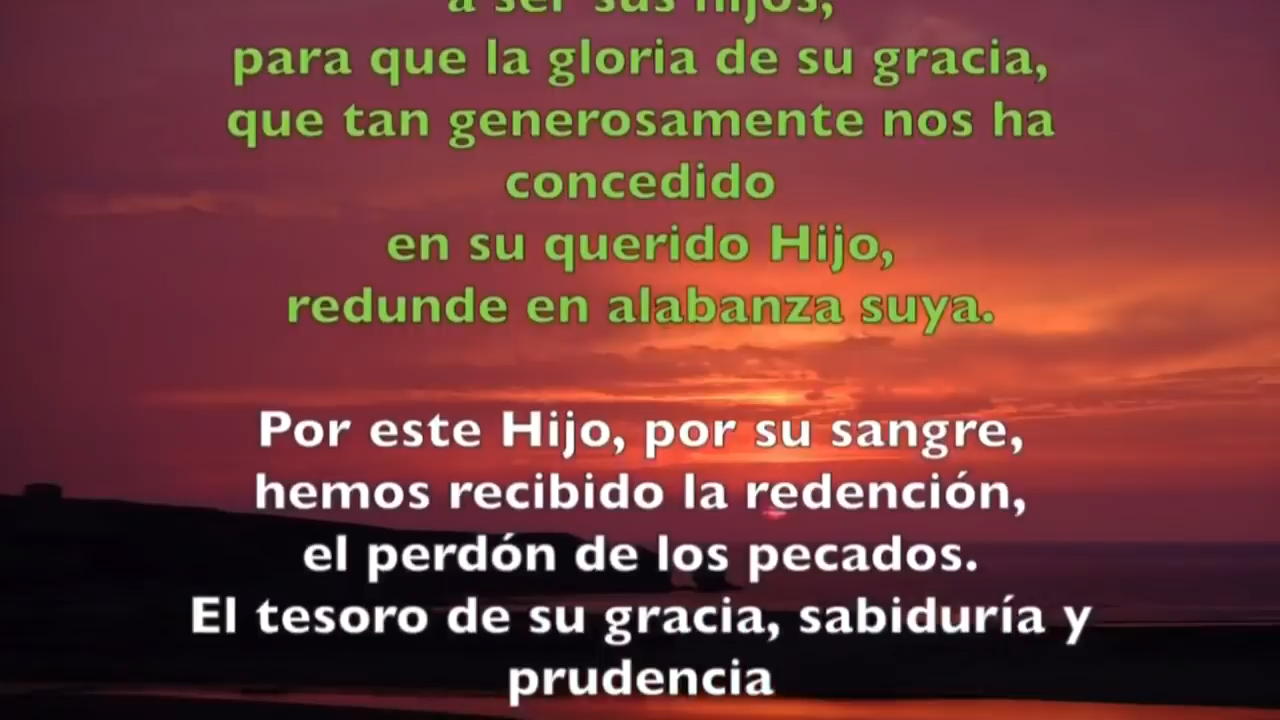 a ser sus hijos,
para que la gloria de su gracia,
que tan generosamente nos ha
concedido
en su querido Hijo,
redunde en alabanza suya.
Por este Hijo, por su sangre,
hemos recibido la redención,
el perdón de los pecados.
El tesoro de su gracia, sabiduría y
prudencia